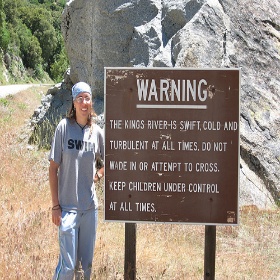 WARNING
THE KINGS RIVER IS SWIFT, COLD AND
TURBULENT AT ALL TIMES. DO NOT
WADE IN OR ATTEMPT TO CROSS.
KEEP CHILDREN UNDER CONTROL
AT ALL TIMES.
SWIM